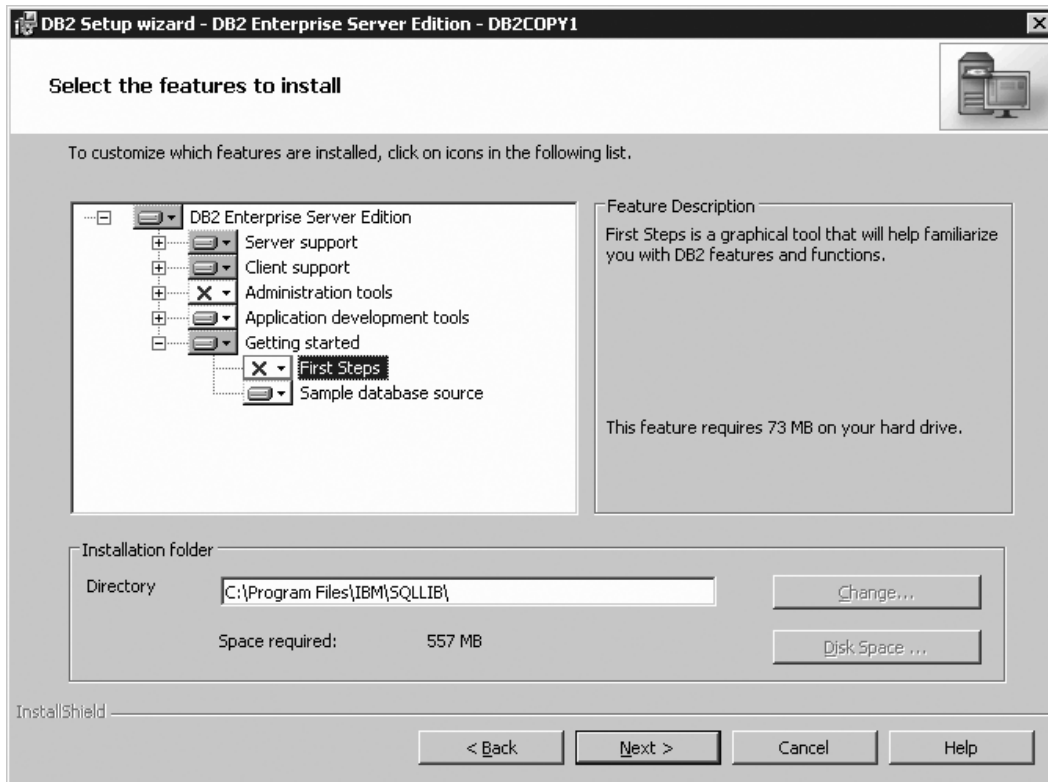 DB2 Setup wizard - DB2 Enterprise Server Edition - DB2COPY1
Select the features to install
To customize which features are installed, click on icons in the following list.
DB2 Enterprise Server Edition
Server support
Client support
Administration tools
Application development tools
Getting started
First Steps
Sample database source
Feature Description
First Steps is a graphical tool that will help familiarize
you with DB2 features and functions.
This feature requires 73 MB on your hard drive.
Installation folder
Directory
C:\Program Files\IBM\SQLLIB\
Change...
Space required: 557 MB
Disk Space ...
InstallShield
< Back
Next >
Cancel
Help